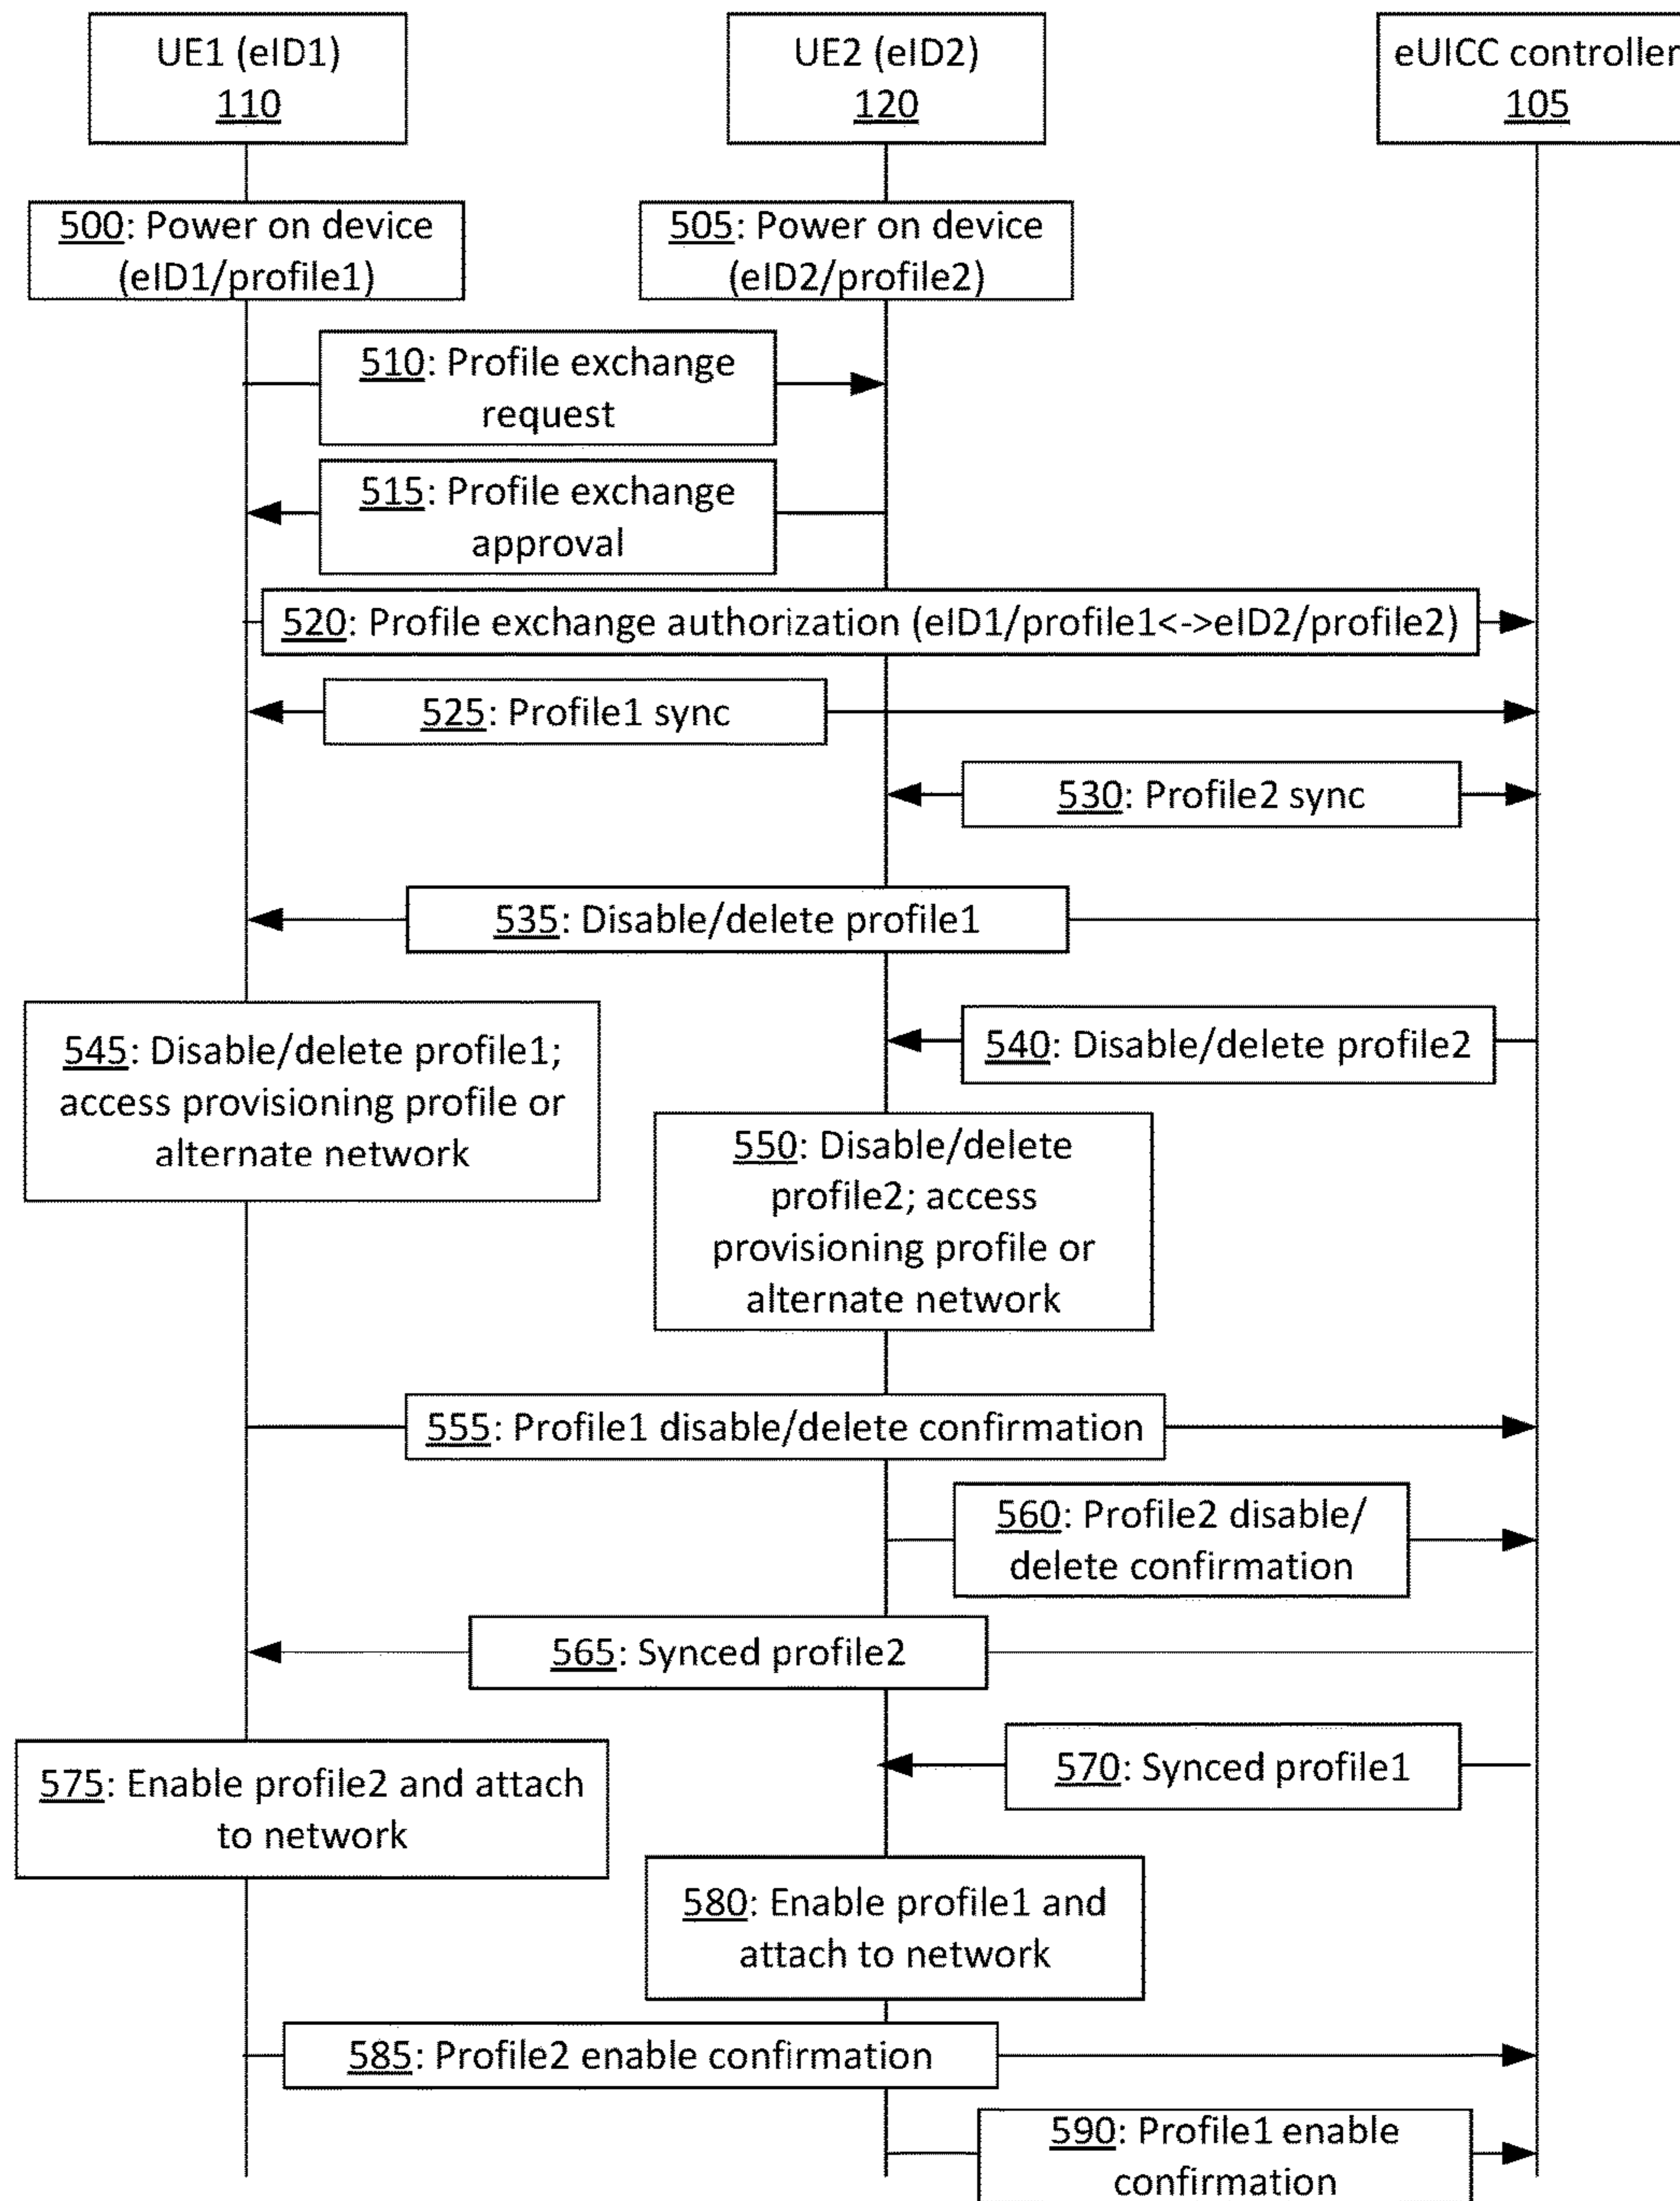 UE1 (eID1)
110
UE2 (eID2)
120
eUICC controller
105
500: Power on device
(eID1/profile1)
505: Power on device
(eID2/profile2)
510: Profile exchange
request
515: Profile exchange
approval
520: Profile exchange authorization (eID1/profile1<->eID2/profile2)
525: Profile1 sync
530: Profile2 sync
535: Disable/delete profile1
540: Disable/delete profile2
545: Disable/delete profile1;
access provisioning profile or
alternate network
550: Disable/delete
profile2; access
provisioning profile or
alternate network
555: Profile1 disable/delete confirmation
560: Profile2 disable/
delete confirmation
565: Synced profile2
570: Synced profile1
575: Enable profile2 and attach
to network
580: Enable profile1 and
attach to network
585: Profile2 enable confirmation
590: Profile1 enable
confirmation